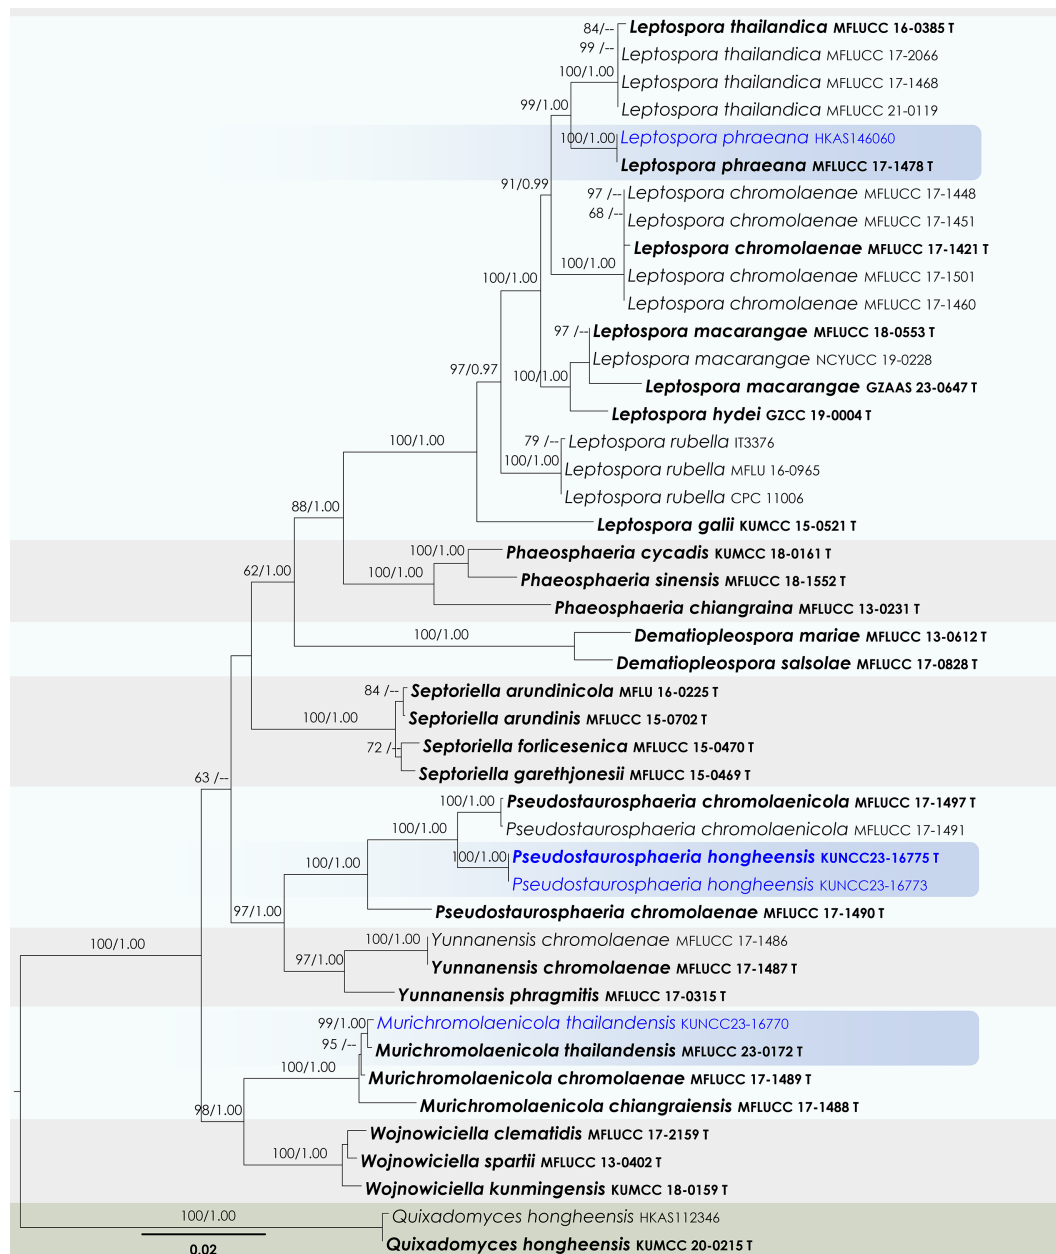 84/-- Leptospora thailandica MFLUCC 16-0385 T
99 /-- Leptospora thailandica MFLUCC 17-2066
100/1.00 Leptospora thailandica MFLUCC 17-1468
99/1.00 Leptospora thailandica MFLUCC 21-0119
100/1.00 Leptospora phraeana HKAS146060
Leptospora phraeana MFLUCC 17-1478 T
91/0.99
97 /-- Leptospora chromolaenae MFLUCC 17-1448
68 /-- Leptospora chromolaenae MFLUCC 17-1451
Leptospora chromolaenae MFLUCC 17-1421 T
100/1.00 100/1.00 Leptospora chromolaenae MFLUCC 17-1501
Leptospora chromolaenae MFLUCC 17-1460
97 /-- Leptospora macarangae MFLUCC 18-0553 T
Leptospora macarangae NCYUCC 19-0228
97/0.97 100/1.00 Leptospora macarangae GZAAS 23-0647 T
Leptospora hydei GZCC 19-0004 T
100/1.00 79 /-- Leptospora rubella IT3376
100/1.00 Leptospora rubella MFLU 16-0965
Leptospora rubella CPC 11006
88/1.00 Leptospora galii KUMCC 15-0521 T
100/1.00 Phaeosphaeria cycadis KUMCC 18-0161 T
62/1.00 100/1.00 Phaeosphaeria sinensis MFLUCC 18-1552 T
Phaeosphaeria chiangraina MFLUCC 13-0231 T
100/1.00 Dematiopleospora mariae MFLUCC 13-0612 T
Dematiopleospora salsolae MFLUCC 17-0828 T
84 /-- Septoriella arundinicola MFLU 16-0225 T
100/1.00 Septoriella arundinis MFLUCC 15-0702 T
72 /-- Septoriella forlicesenica MFLUCC 15-0470 T
63 /-- Septoriella garethjonesii MFLUCC 15-0469 T
100/1.00 Pseudostaurosphaeria chromolaenicola MFLUCC 17-1497 T
100/1.00 Pseudostaurosphaeria chromolaenicola MFLUCC 17-1491
100/1.00 100/1.00 Pseudostaurosphaeria hongheensis KUNCC23-16775 T
Pseudostaurosphaeria hongheensis KUNCC23-16773
97/1.00 Pseudostaurosphaeria chromolaenae MFLUCC 17-1490 T
100/1.00 100/1.00 Yunnanensis chromolaenae MFLUCC 17-1486
97/1.00 Yunnanensis chromolaenae MFLUCC 17-1487 T
Yunnanensis phragmitis MFLUCC 17-0315 T
99/1.00 Murichromolaenicola thailandensis KUNCC23-16770
95 /-- Murichromolaenicola thailandensis MFLUCC 23-0172 T
100/1.00 Murichromolaenicola chromolaenae MFLUCC 17-1489 T
98/1.00 Murichromolaenicola chiangraiensis MFLUCC 17-1488 T
Wojnowiciella clematidis MFLUCC 17-2159 T
100/1.00 Wojnowiciella spartii MFLUCC 13-0402 T
Wojnowiciella kunmingensis KUMCC 18-0159 T
100/1.00 Quixadomyces hongheensis HKAS112346
Quixadomyces hongheensis KUMCC 20-0215 T
0.02